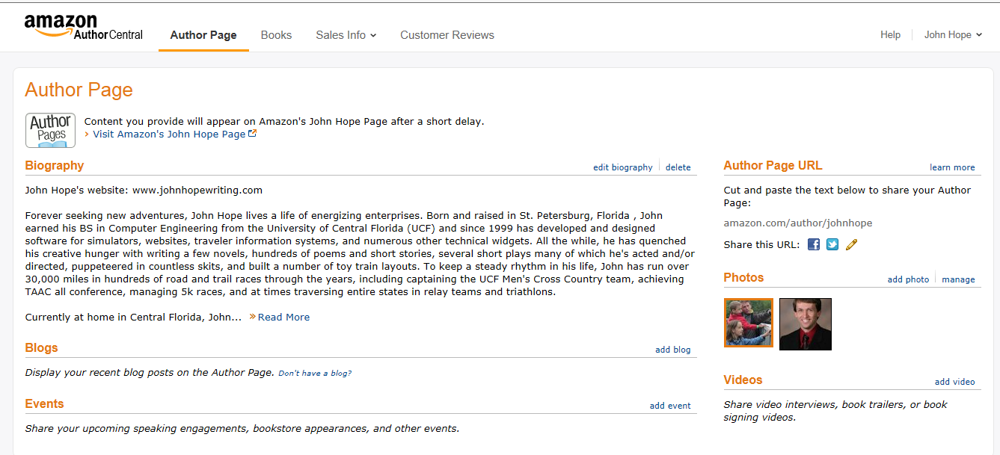 amazon
AuthorCentral
Author Page
Books
Sales Info
Customer Reviews
Help
John Hope
Author Page
Author
Pages
Content you provide will appear on Amazon's John Hope Page after a short delay.
› Visit Amazon's John Hope Page
Biography
edit biography
delete
John Hope's website: www.johnhopewriting.com
Forever seeking new adventures, John Hope lives a life of energizing enterprises. Born and raised in St. Petersburg, Florida , John
earned his BS in Computer Engineering from the University of Central Florida (UCF) and since 1999 has developed and designed
software for simulators, websites, traveler information systems, and numerous other technical widgets. All the while, he has quenched
his creative hunger with writing a few novels, hundreds of poems and short stories, several short plays many of which he's acted and/or
directed, puppeteered in countless skits, and built a number of toy train layouts. To keep a steady rhythm in his life, John has run over
30,000 miles in hundreds of road and trail races through the years, including captaining the UCF Men's Cross Country team, achieving
TAAC all conference, managing 5k races, and at times traversing entire states in relay teams and triathlons.
Currently at home in Central Florida, John... »Read More
Blogs
add blog
Display your recent blog posts on the Author Page. Don't have a blog?
Events
add event
Share your upcoming speaking engagements, bookstore appearances, and other events.
Author Page URL
learn more
Cut and paste the text below to share your Author
Page:
amazon.com/author/johnhope
Share this URL:
Photos
add photo
manage
Videos
add video
Share video interviews, book trailers, or book
signing videos.